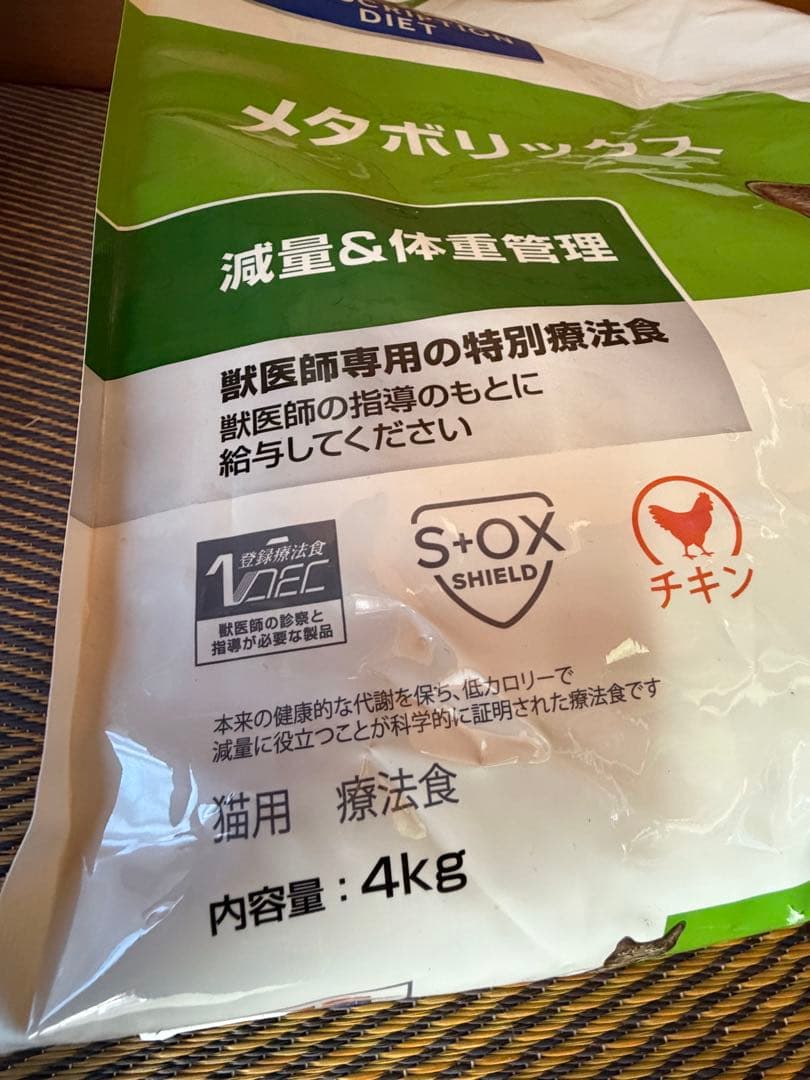 DIET
メタボリックス
減量&体重管理
獣医師専用の特別療法食
獣医師の指導のもとに
給与してください
登録療法食
獣医師の診察と
指導が必要な製品
S+OX
SHIELD
チキン
本来の健康的な代謝を保ち、低カロリーで
減量に役立つことが科学的に証明された療法食です
猫用 療法食
内容量：4kg